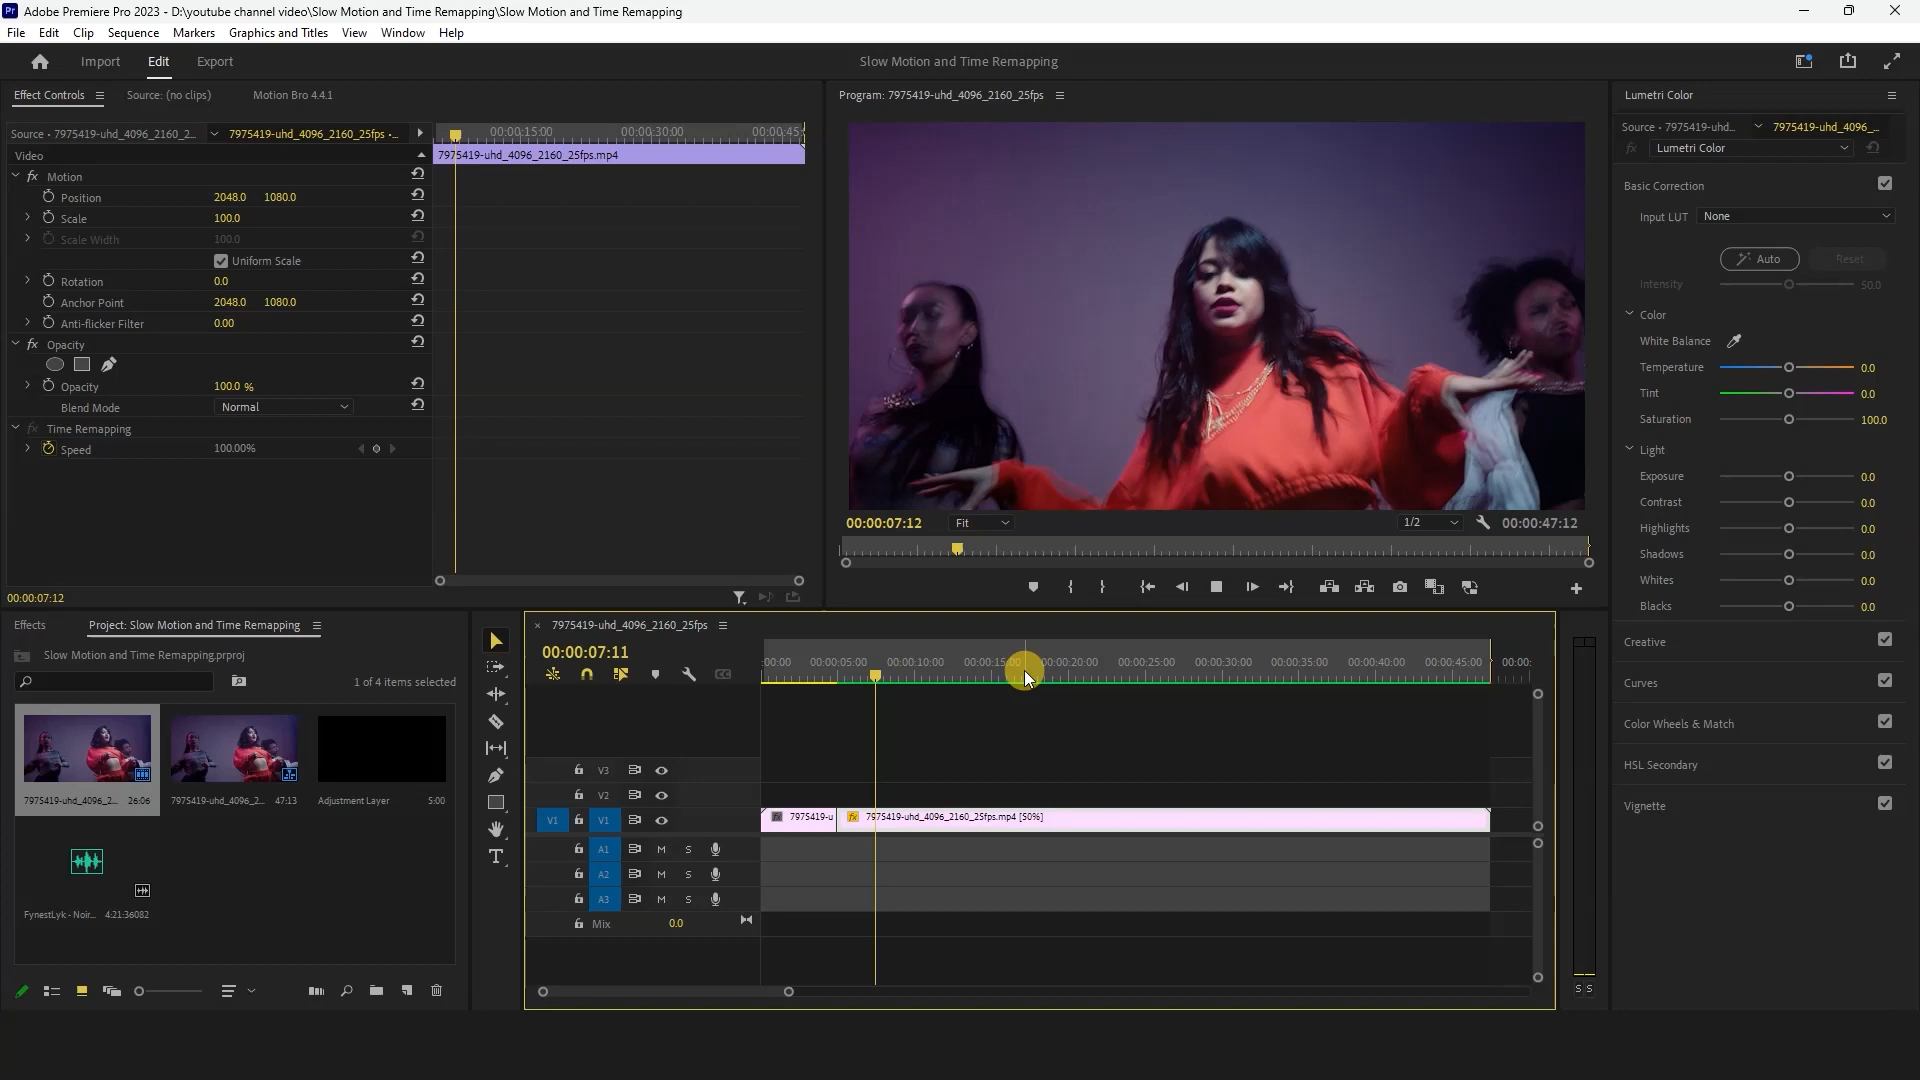 Adobe Premiere Pro 2023 - D:\youtube channel video\Slow Motion and Time Remapping\Slow Motion and Time Remapping
File Edit Clip Sequence Markers Graphics and Titles View Window Help
Import Edit Export
Slow Motion and Time Remapping
Effect Controls Source: (no clips) Motion Bro 4.4.1
Source • 7975419-uhd_4096_2160_2... 7975419-uhd_4096_2160_25fps •...
00:00:15:00 00:00:30:00 00:00:45:
Video
7975419-uhd_4096_2160_25fps.mp4
fx Motion
Position 2048.0 1080.0
Scale 100.0
Scale Width 100.0
Uniform Scale
Rotation 0.0
Anchor Point 2048.0 1080.0
Anti-flicker Filter 0.00
fx Opacity
Opacity 100.0 %
Blend Mode Normal
fx Time Remapping
Speed 100.00%
00:00:07:12
Program: 7975419-uhd_4096_2160_25fps
00:00:07:12 Fit 1/2 00:00:47:12
Lumetri Color
Source • 7975419-uhd... 7975419-uhd_4096_...
fx Lumetri Color
Basic Correction
Input LUT None
Auto Reset
Intensity 50.0
Color
White Balance
Temperature 0.0
Tint 0.0
Saturation 100.0
Light
Exposure 0.0
Contrast 0.0
Highlights 0.0
Shadows 0.0
Whites 0.0
Blacks 0.0
Creative
Curves
Color Wheels & Match
HSL Secondary
Vignette
Effects Project: Slow Motion and Time Remapping
Slow Motion and Time Remapping.prproj
1 of 4 items selected
7975419-uhd_4096_2... 26:06
7975419-uhd_4096_2... 47:13
Adjustment Layer 5:00
FynestLyk - Noir... 4:21:36082
7975419-uhd_4096_2160_25fps
00:00:07:11
:00:00 00:00:05:00 00:00:10:00 00:00:15:00 00:00:20:00 00:00:25:00 00:00:30:00 00:00:35:00 00:00:40:00 00:00:45:00 00:00:
V3
V2
V1 V1
fx 7975419-u
fx 7975419-uhd_4096_2160_25fps.mp4 [50%]
A1 M S
A2 M S
A3 M S
Mix 0.0
S S